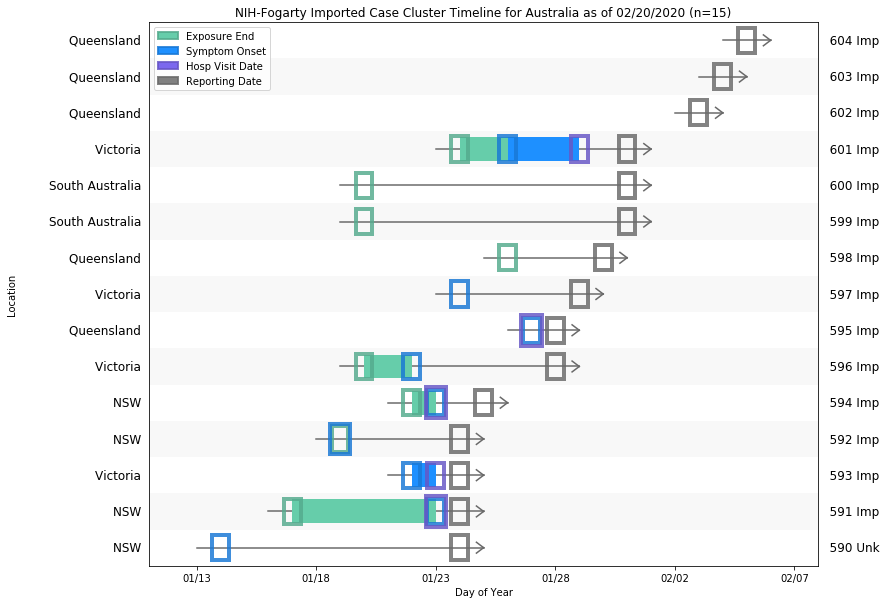 NIH-Fogarty Imported Case Cluster Timeline for Australia as of 02/20/2020 (n=15)
Exposure End
Symptom Onset
Hosp Visit Date
Reporting Date
Queensland 604 Imp
Queensland 603 Imp
Queensland 602 Imp
Victoria 601 Imp
South Australia 600 Imp
South Australia 599 Imp
Queensland 598 Imp
Victoria 597 Imp
Queensland 595 Imp
Victoria 596 Imp
NSW 594 Imp
NSW 592 Imp
Victoria 593 Imp
NSW 591 Imp
NSW 590 Unk
Location
01/13 01/18 01/23 01/28 02/02 02/07
Day of Year